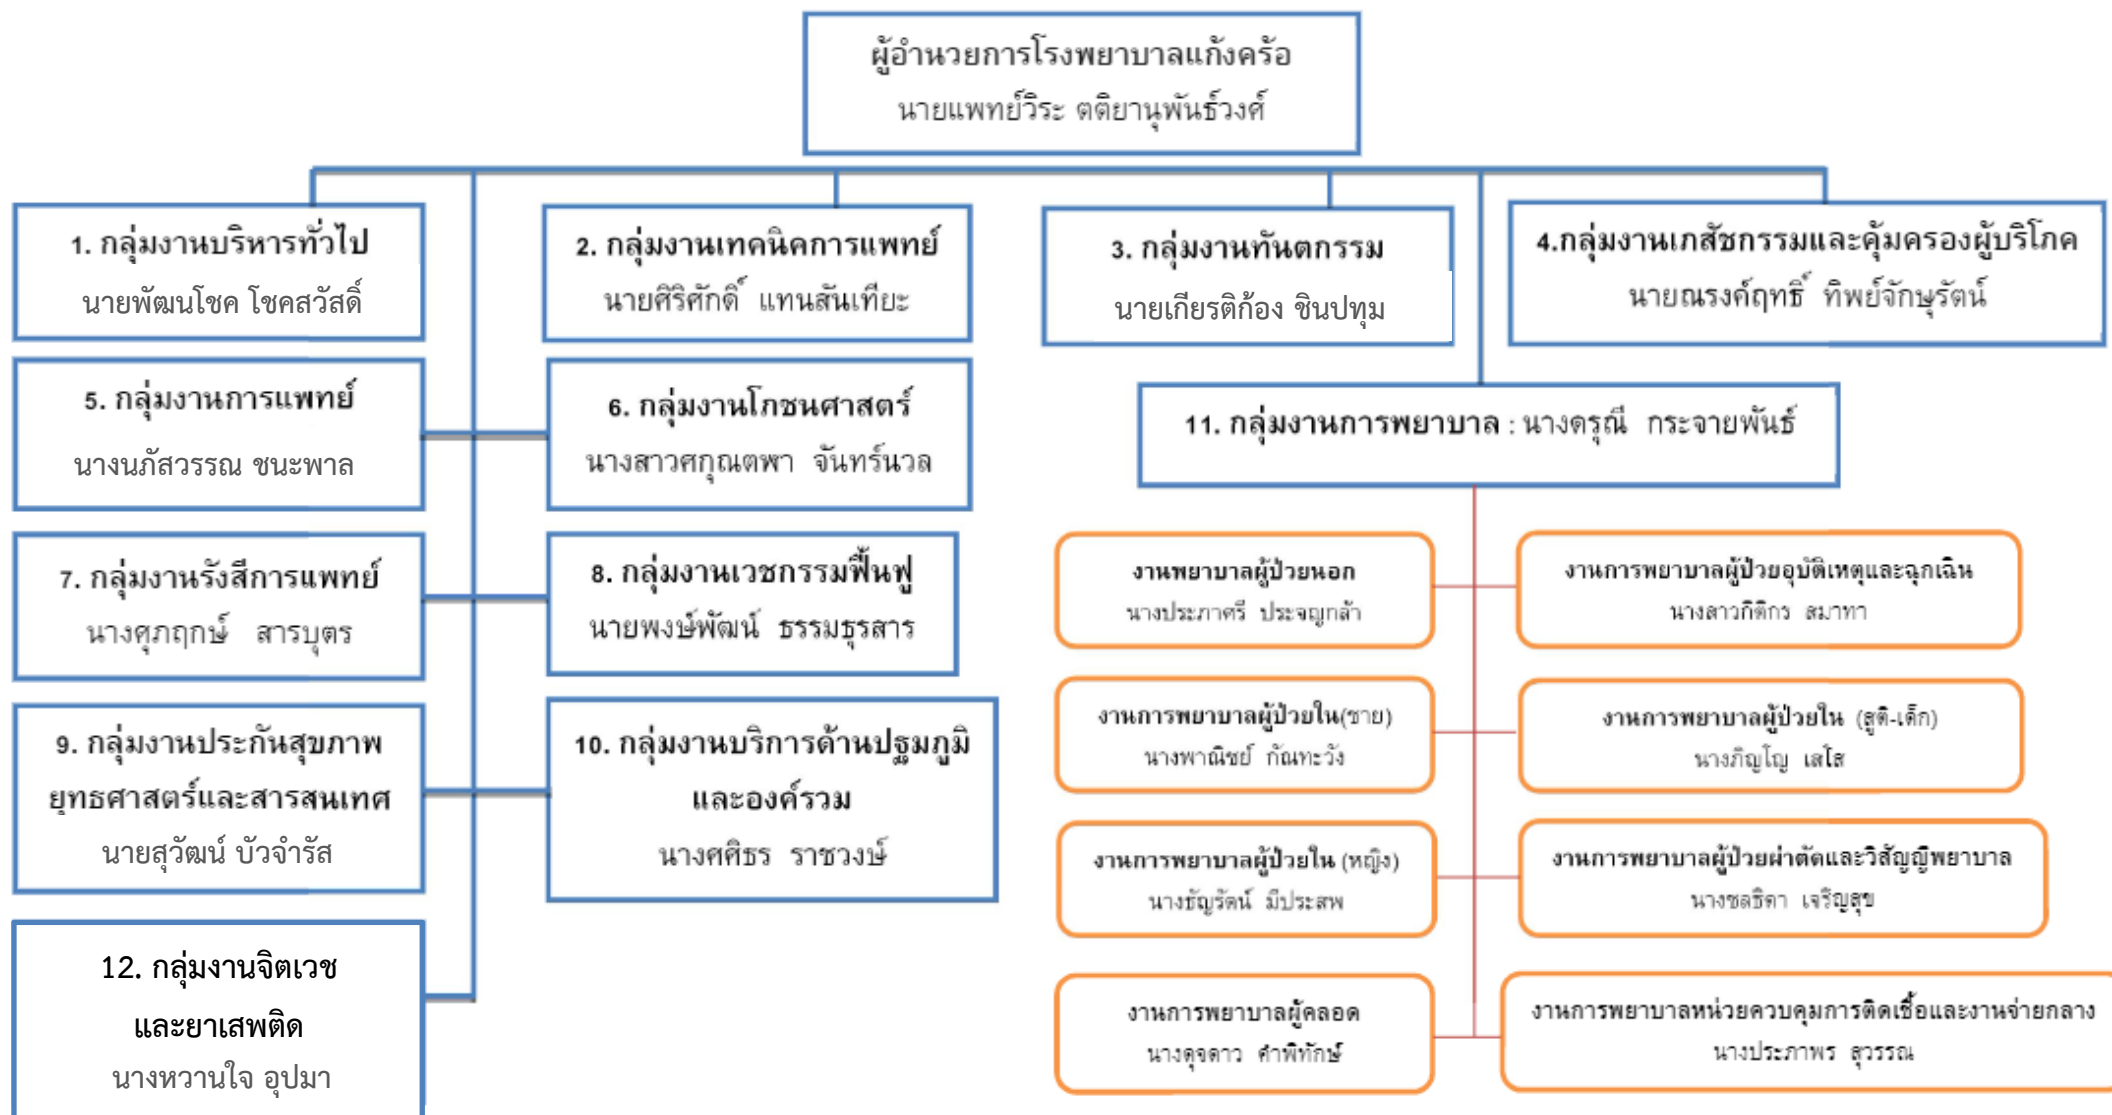 ผู้อำนวยการโรงพยาบาลแก้งคร้อ
นายแพทย์วิระ ตติยานุพันธ์วงศ์
1. กลุ่มงานบริหารทั่วไป
นายพัฒนโชค โชคสวัสดิ์
2. กลุ่มงานเทคนิคการแพทย์
นายศิริศักดิ์ แทนสันเทียะ
3. กลุ่มงานทันตกรรม
นายเกียรติก้อง ชินปทุม
4.กลุ่มงานเภสัชกรรมและคุ้มครองผู้บริโภค
นายณรงค์ฤทธิ์ ทิพย์จักษุรัตน์
5. กลุ่มงานการแพทย์
นางนภัสวรรณ ชนะพาล
6. กลุ่มงานโภชนศาสตร์
นางสาวศกุณตพา จันทร์นวล
11. กลุ่มงานการพยาบาล : นางดรุณี กระจายพันธ์
7. กลุ่มงานรังสีการแพทย์
นางศุภฤกษ์ สารบุตร
8. กลุ่มงานเวชกรรมฟื้นฟู
นายพงษ์พัฒน์ ธรรมธุรสาร
9. กลุ่มงานประกันสุขภาพ
ยุทธศาสตร์และสารสนเทศ
นายสุวัฒน์ บัวจำรัส
10. กลุ่มงานบริการด้านปฐมภูมิ
และองค์รวม
นางศศิธร ราชวงษ์
12. กลุ่มงานจิตเวช
และยาเสพติด
นางหวานใจ อุปมา
งานพยาบาลผู้ป่วยนอก
นางประภาศรี ประจญกล้า
งานการพยาบาลผู้ป่วยอุบัติเหตุและฉุกเฉิน
นางสาวกิติกร สมาทา
งานการพยาบาลผู้ป่วยใน(ชาย)
นางพาณิชย์ กัณทะวัง
งานการพยาบาลผู้ป่วยใน (สูติ-เด็ก)
นางภิญโญ เสโส
งานการพยาบาลผู้ป่วยใน (หญิง)
นางธัญรัตน์ มีประสพ
งานการพยาบาลผู้ป่วยผ่าตัดและวิสัญญีพยาบาล
นางชลธิดา เจริญสุข
งานการพยาบาลผู้คลอด
นางดุจดาว คำพิทักษ์
งานการพยาบาลหน่วยควบคุมการติดเชื้อและงานจ่ายกลาง
นางประภาพร สุวรรณ